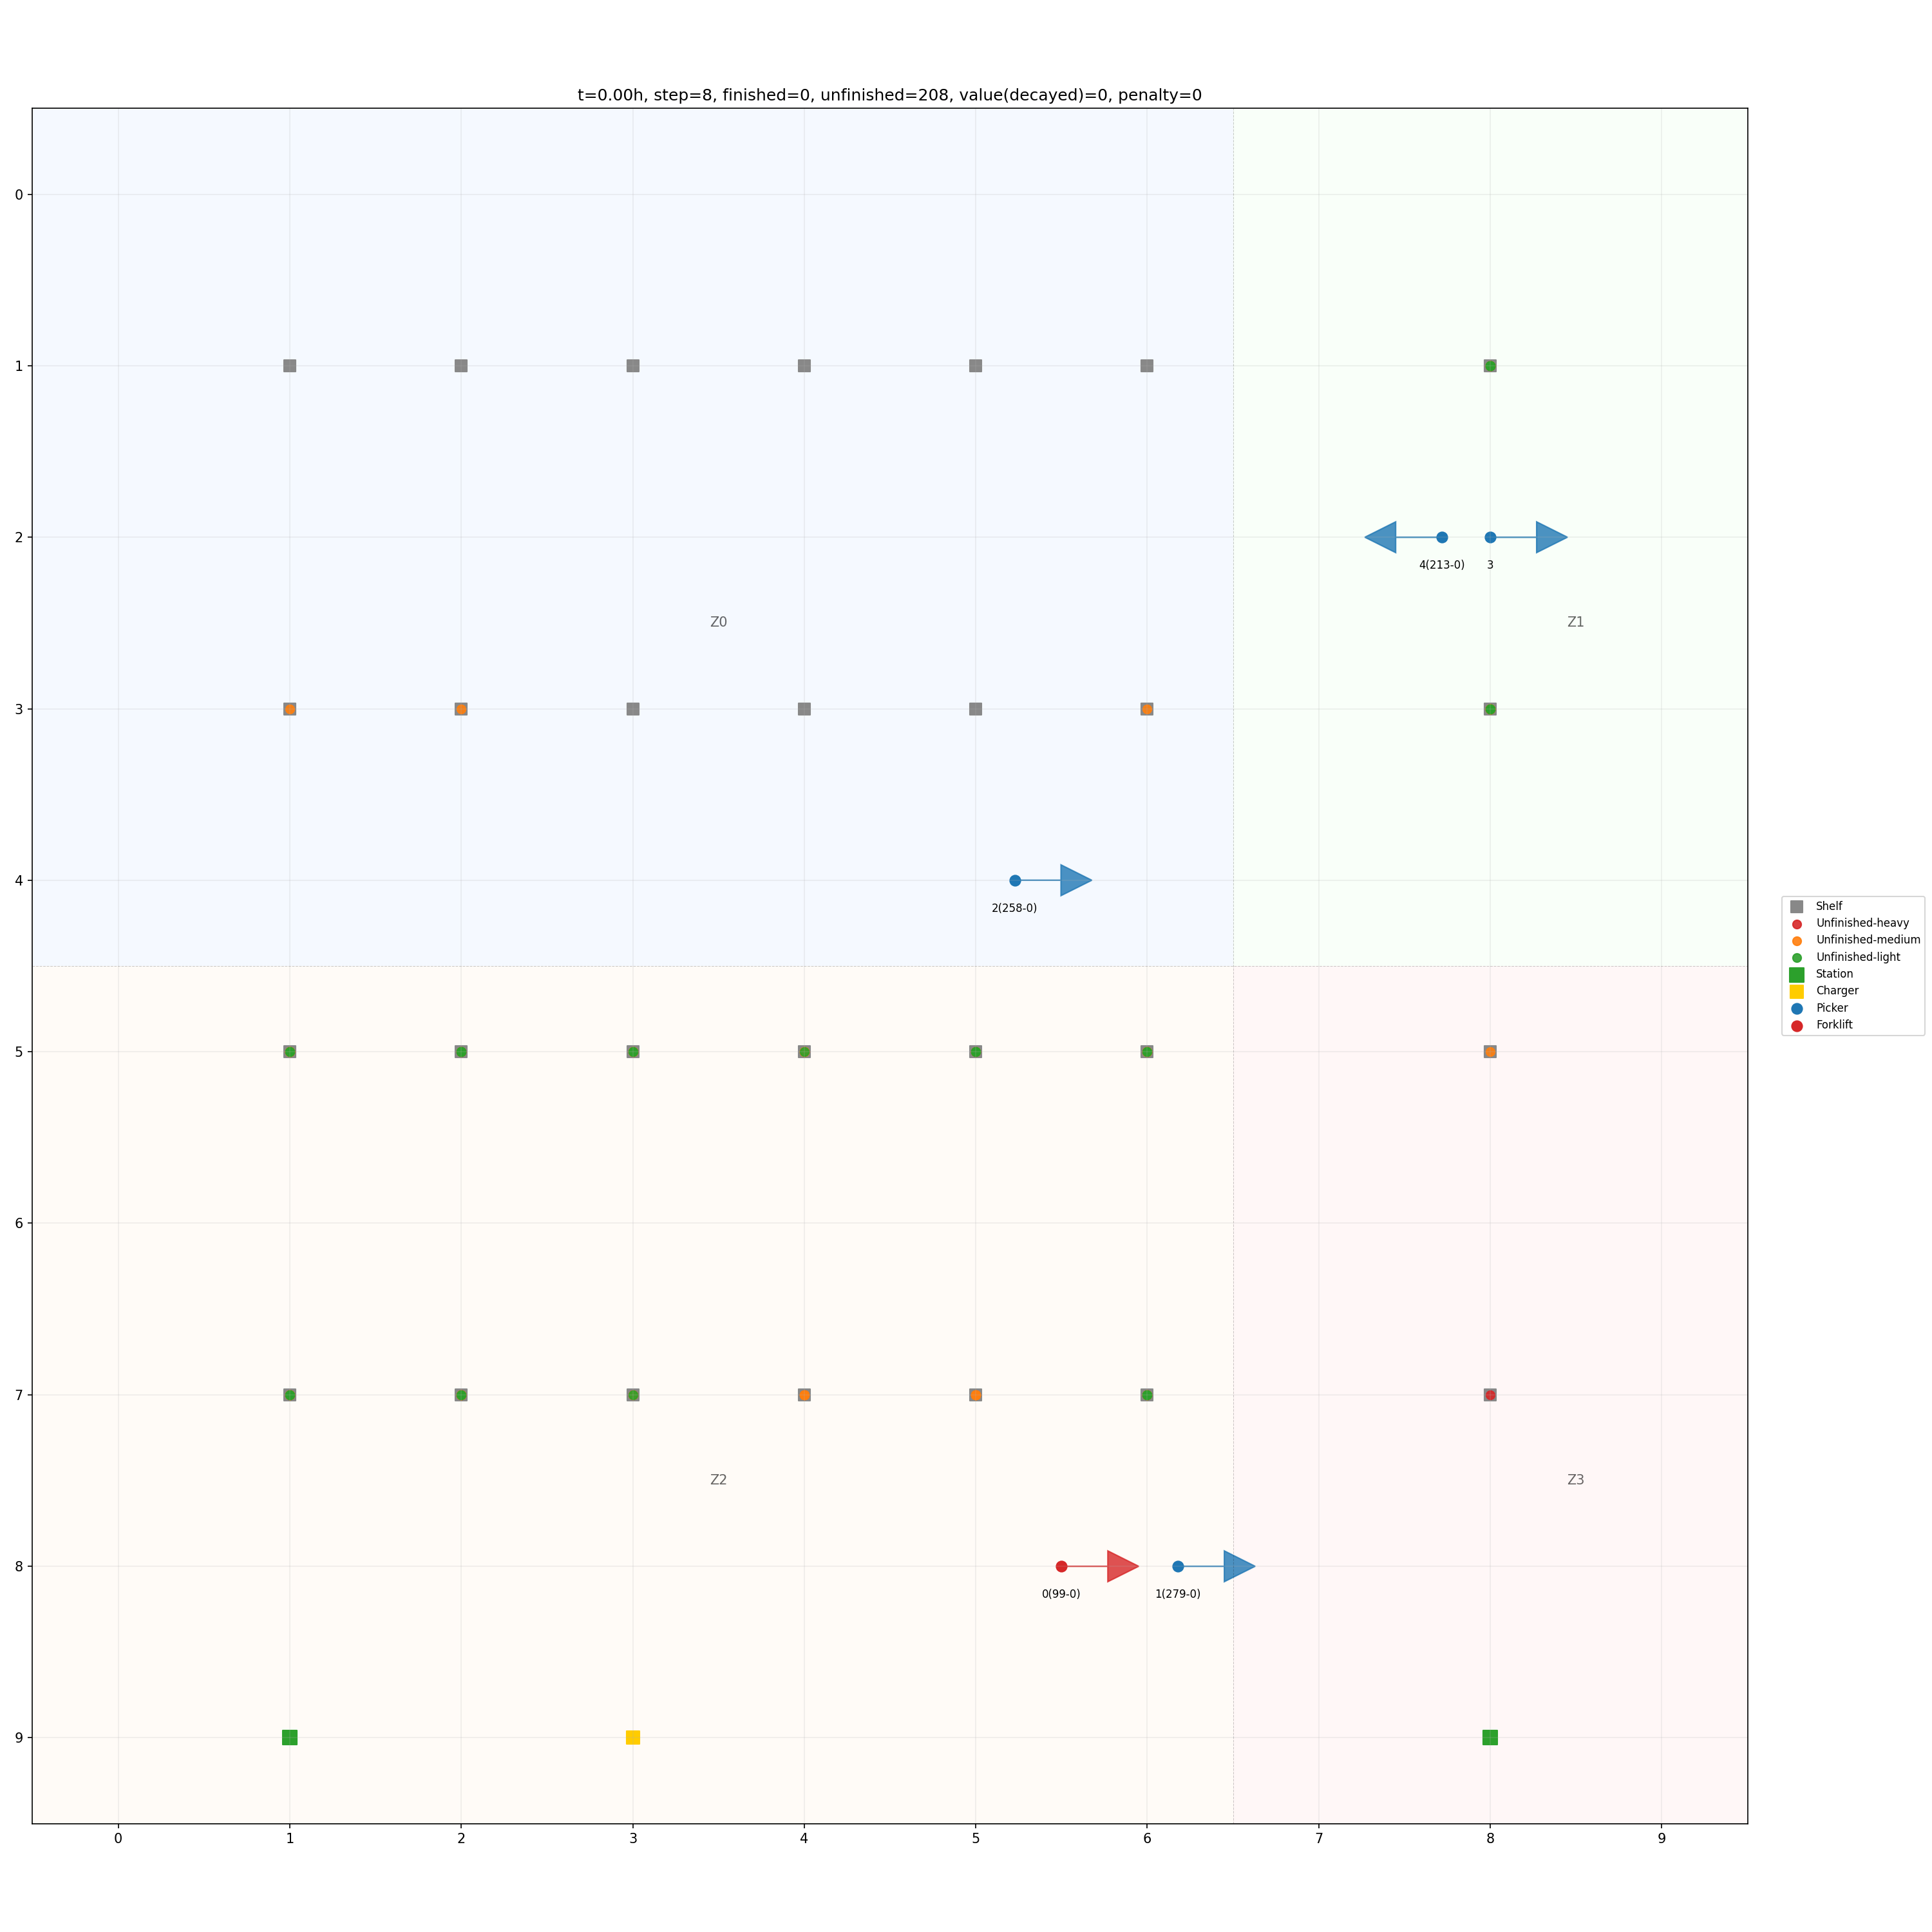 t=0.00h, step=8, finished=0, unfinished=208, value(decayed)=0, penalty=0
0
1
2
3
4
5
6
7
8
9
4(213-0)
3
Z0
Z1
2(258-0)
Z2
Z3
0(99-0)
1(279-0)
0
1
2
3
4
5
6
7
8
9
Shelf
Unfinished-heavy
Unfinished-medium
Unfinished-light
Station
Charger
Picker
Forklift